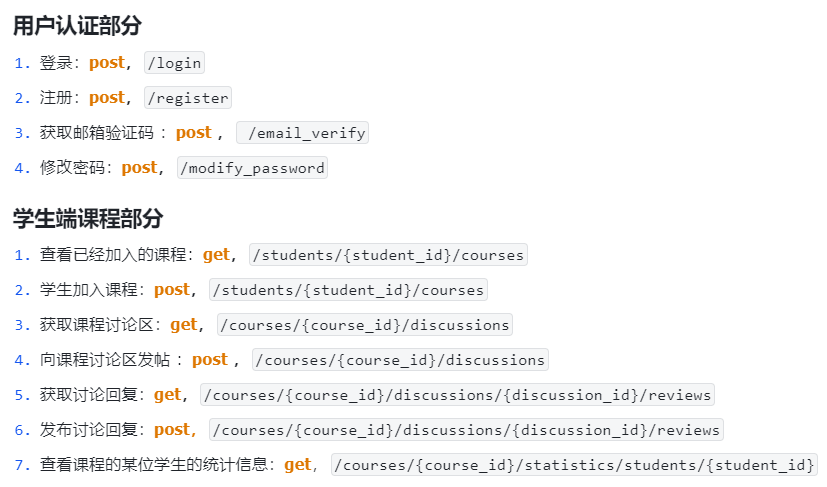 用户认证部分
1. 登录：post， /login
2. 注册：post， /register
3. 获取邮箱验证码 ：post ， /email_verify
4. 修改密码：post， /modify_password
学生端课程部分
1. 查看已经加入的课程：get， /students/{student_id}/courses
2. 学生加入课程：post， /students/{student_id}/courses
3. 获取课程讨论区：get， /courses/{course_id}/discussions
4. 向课程讨论区发帖 ：post ， /courses/{course_id}/discussions
5. 获取讨论回复：get， /courses/{course_id}/discussions/{discussion_id}/reviews
6. 发布讨论回复：post， /courses/{course_id}/discussions/{discussion_id}/reviews
7. 查看课程的某位学生的统计信息：get， /courses/{course_id}/statistics/students/{student_id}